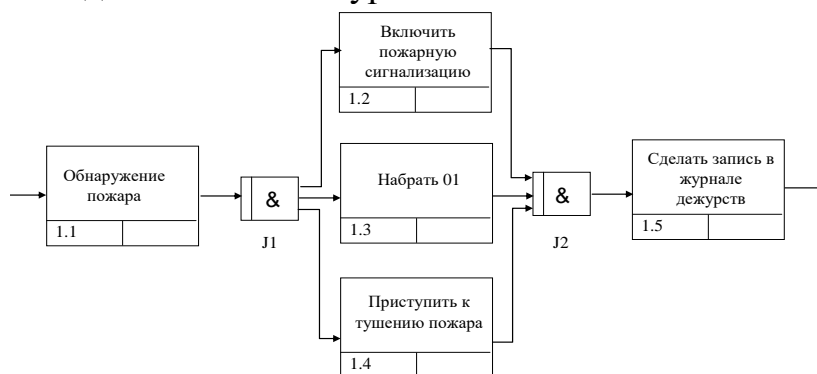 Включить
пожарную
сигнализацию
1.2
Обнаружение
пожара
1.1
&
J1
Набрать 01
1.3
Приступить к
тушению пожара
1.4
&
J2
Сделать запись в
журнале
дежурств
1.5